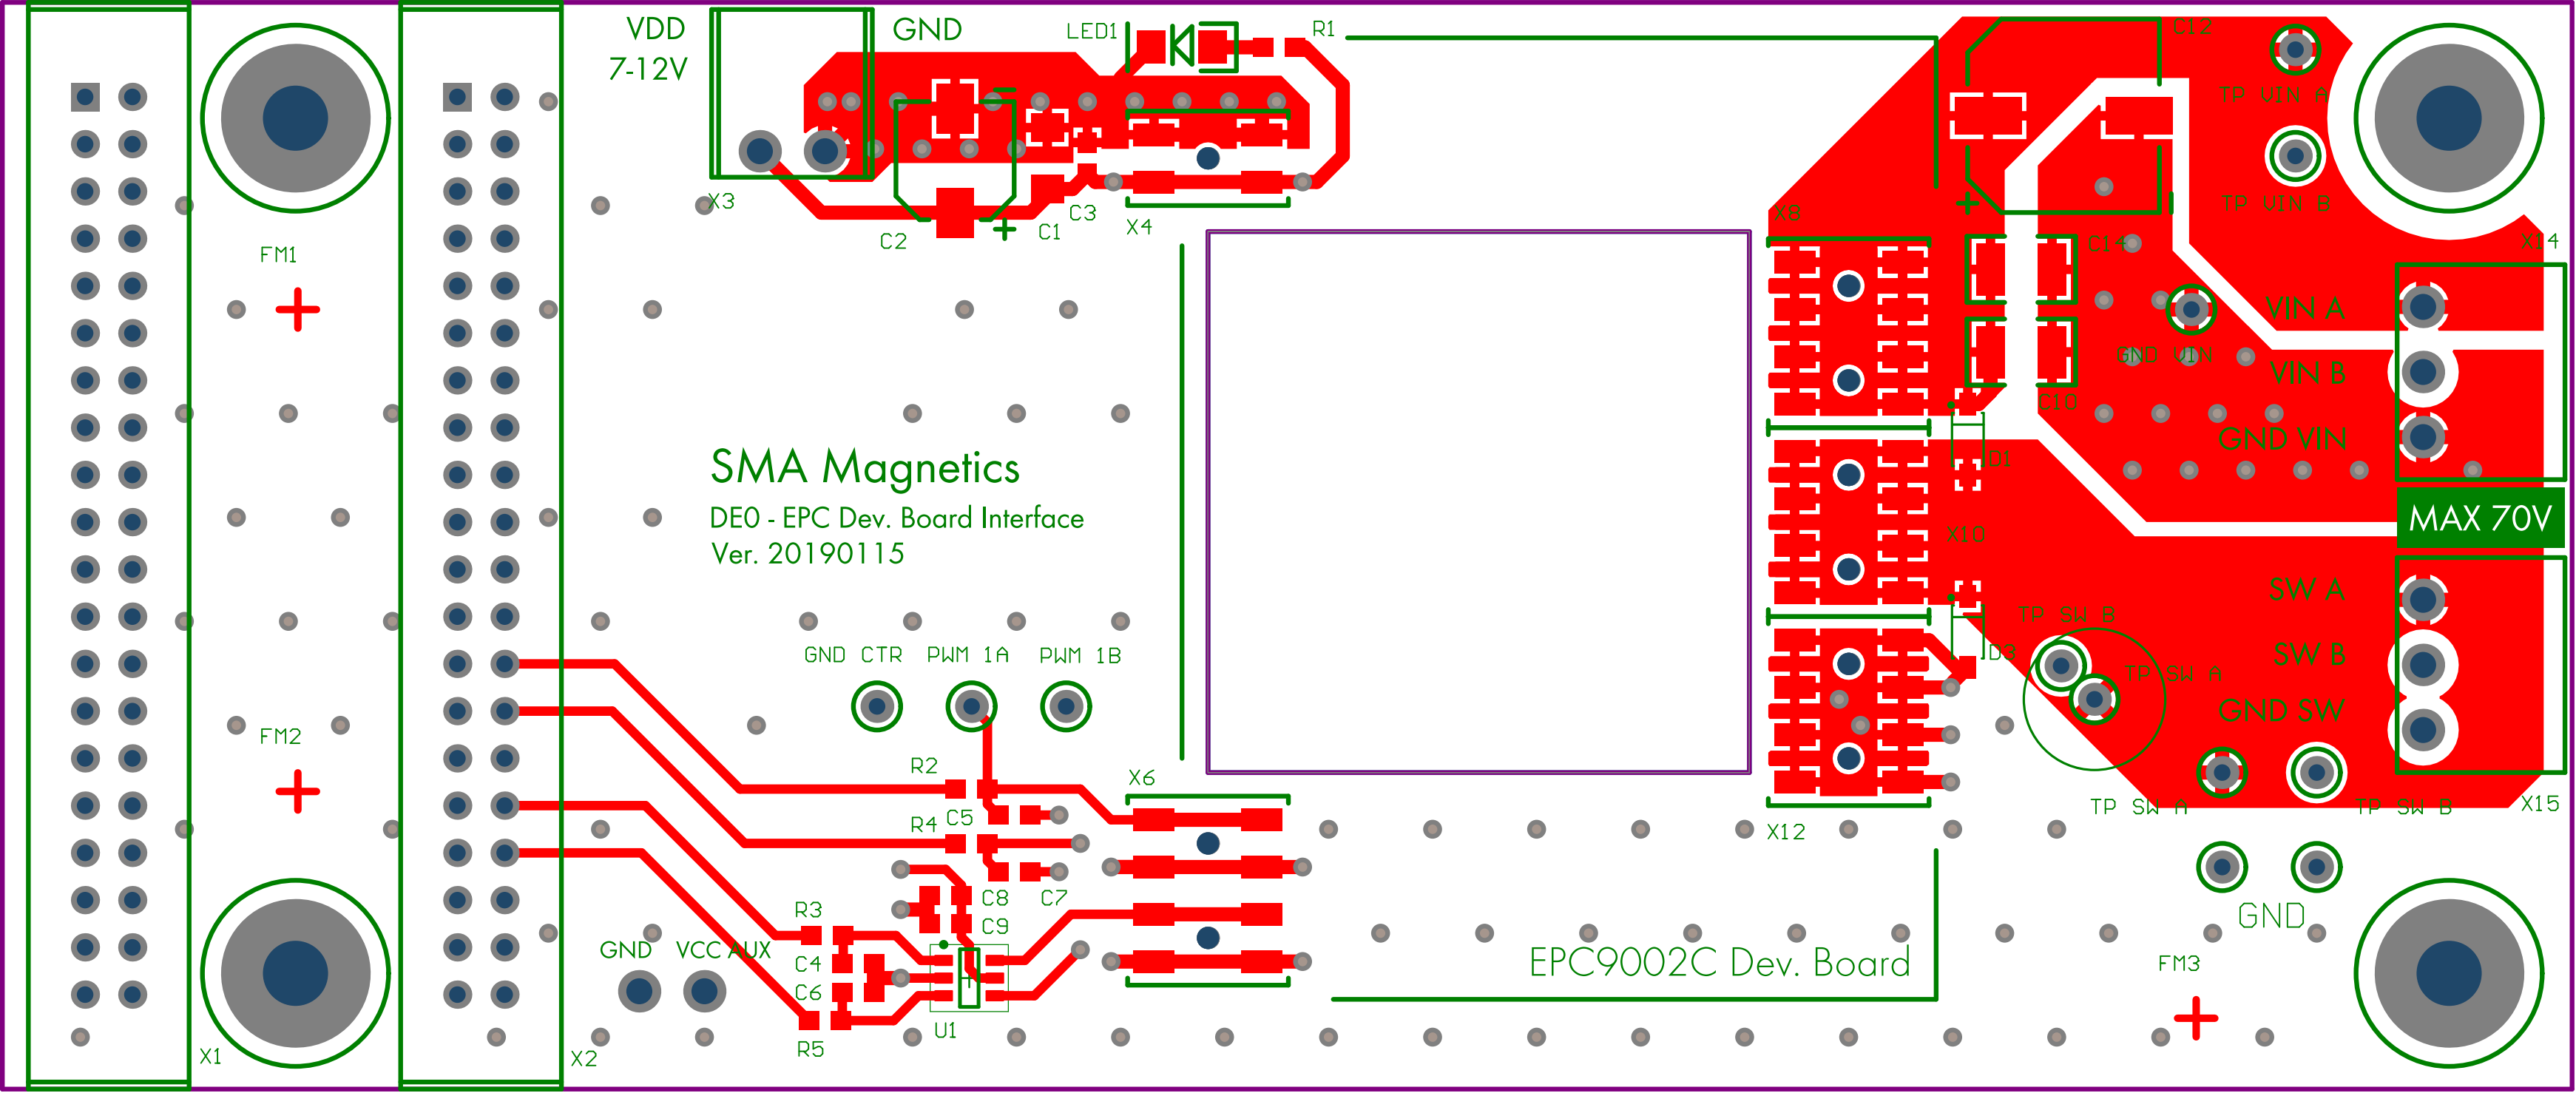 VDD
7-12V
GND
LED1
R1
C12
TP VIN A
X3
C2
+
C1
C3
X4
X8
+
TP VIN B
FM1
C14
X14
VIN A
GND VIN
VIN B
C10
GND VIN
D1
SMA Magnetics
DE0 - EPC Dev. Board Interface
Ver. 20190115
X10
MAX 70V
SW A
TP SW B
GND CTR
PWM 1A
PWM 1B
D3
SW B
TP SW A
GND SW
FM2
R2
X6
C5
R4
TP SW A
TP SW B
X15
X12
C8
C7
R3
C9
GND
GND
VCC AUX
C4
C6
EPC9002C Dev. Board
FM3
U1
R5
X1
X2